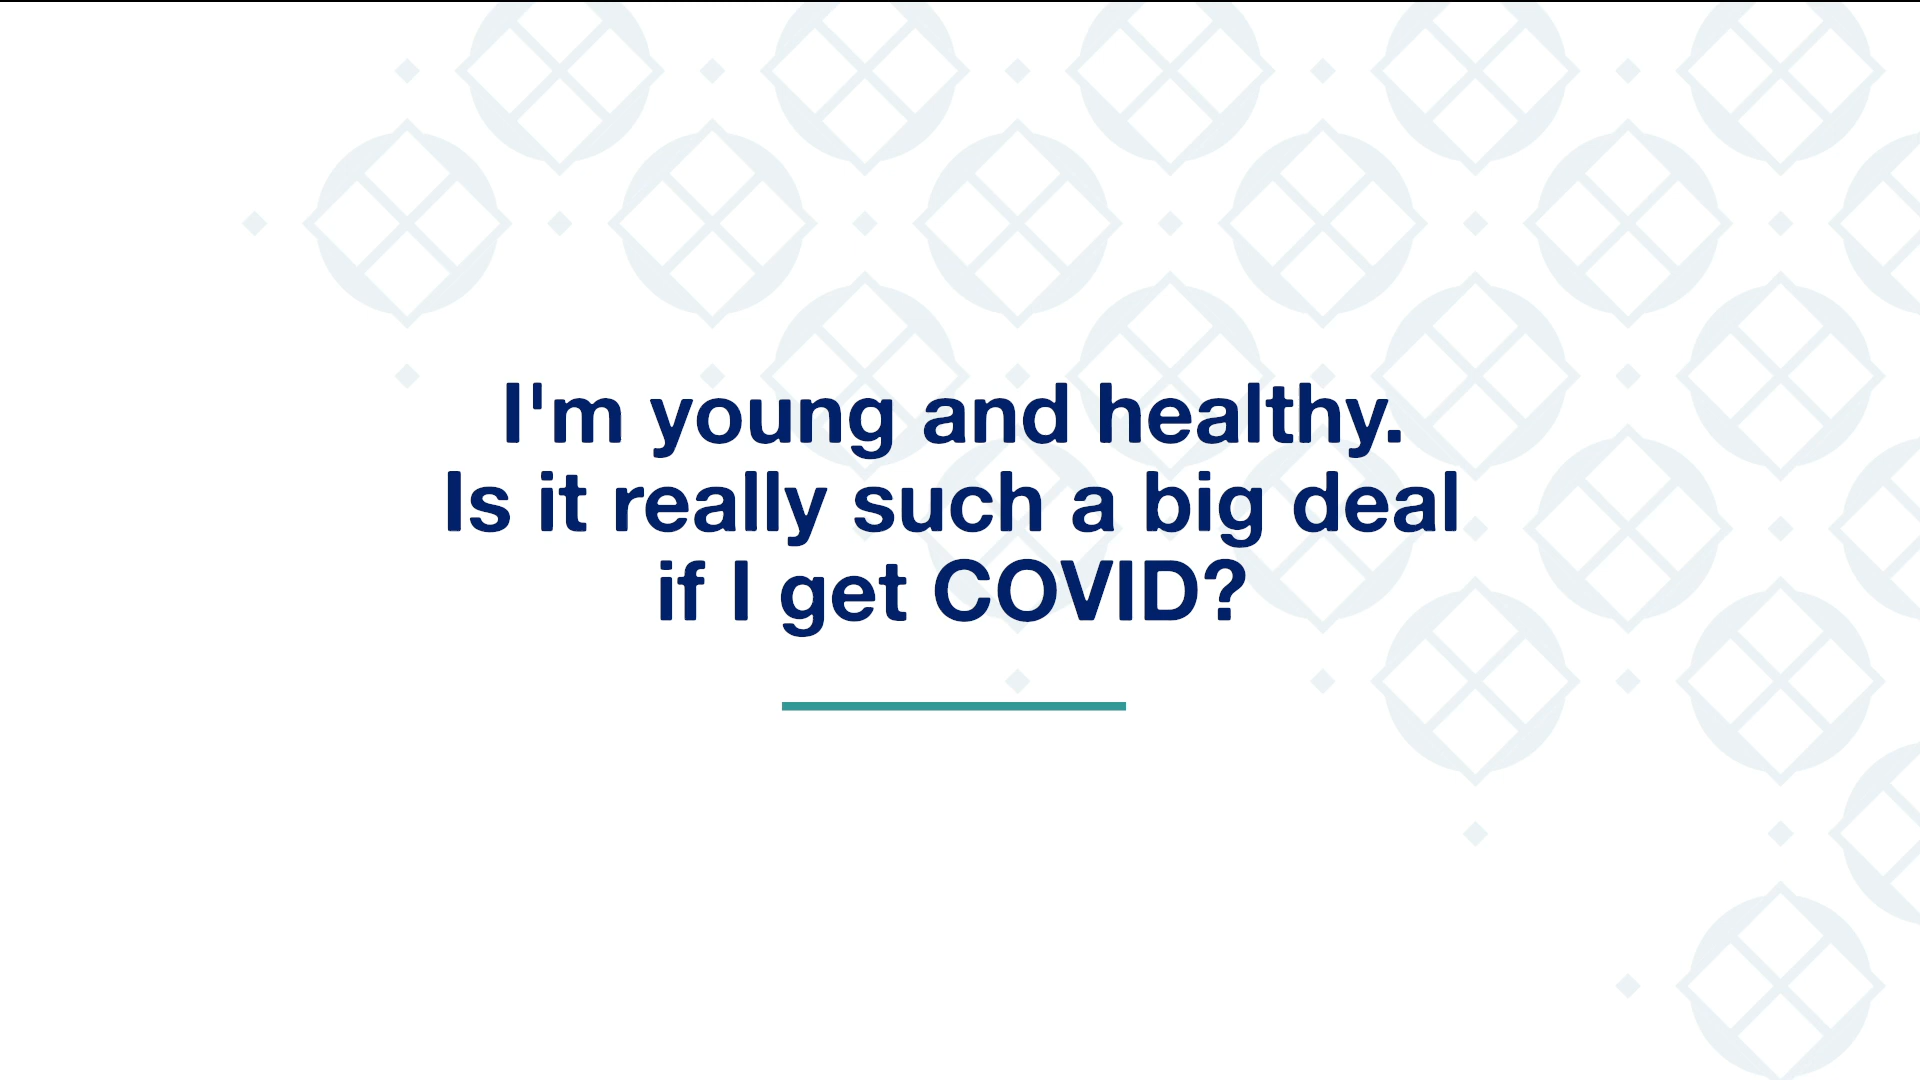 I'm young and healthy.
Is it really such a big deal
if I get COVID?